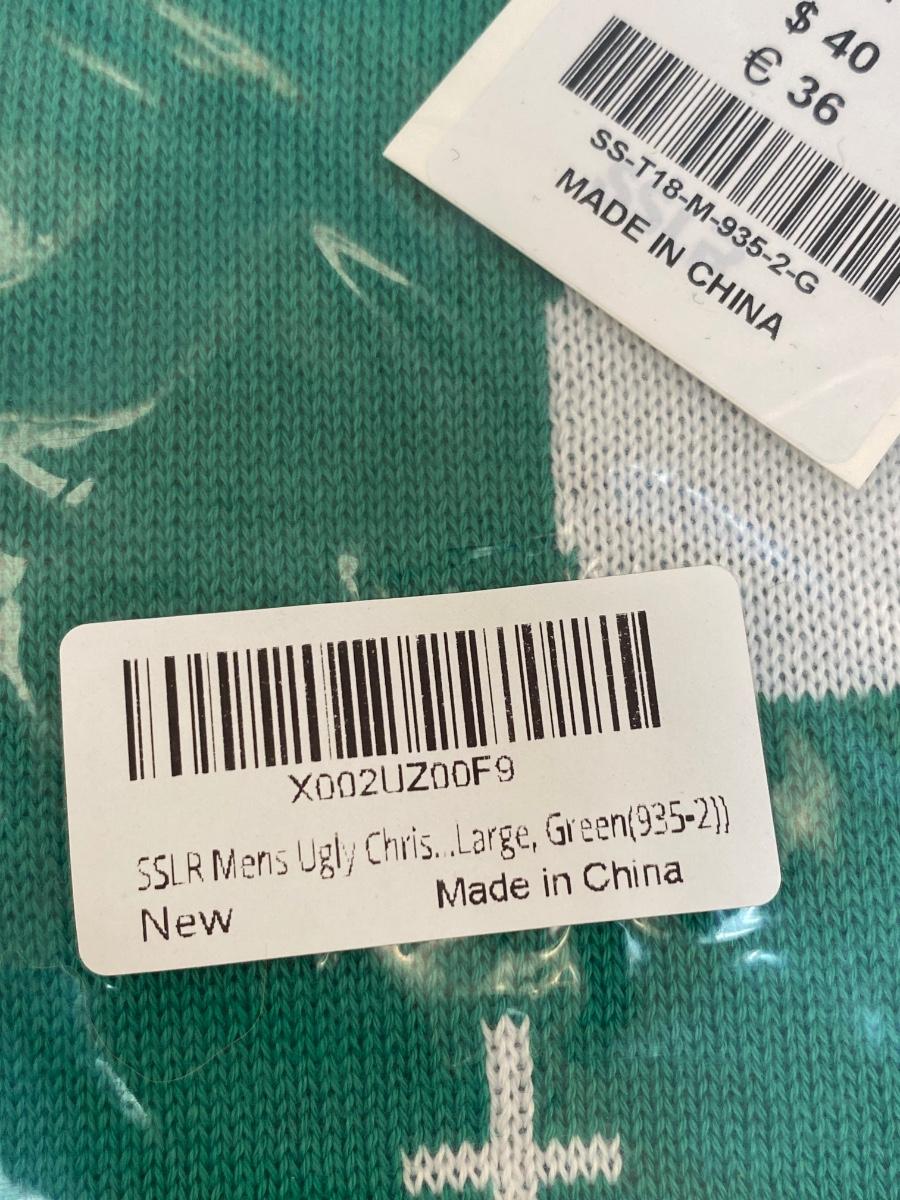 $ 40
€ 36
SS-T18-M-935-2-G
MADE IN CHINA
X002UZ00F9
SSLR Mens Ugly Chris...Large, Green(935-2))
New
Made in China